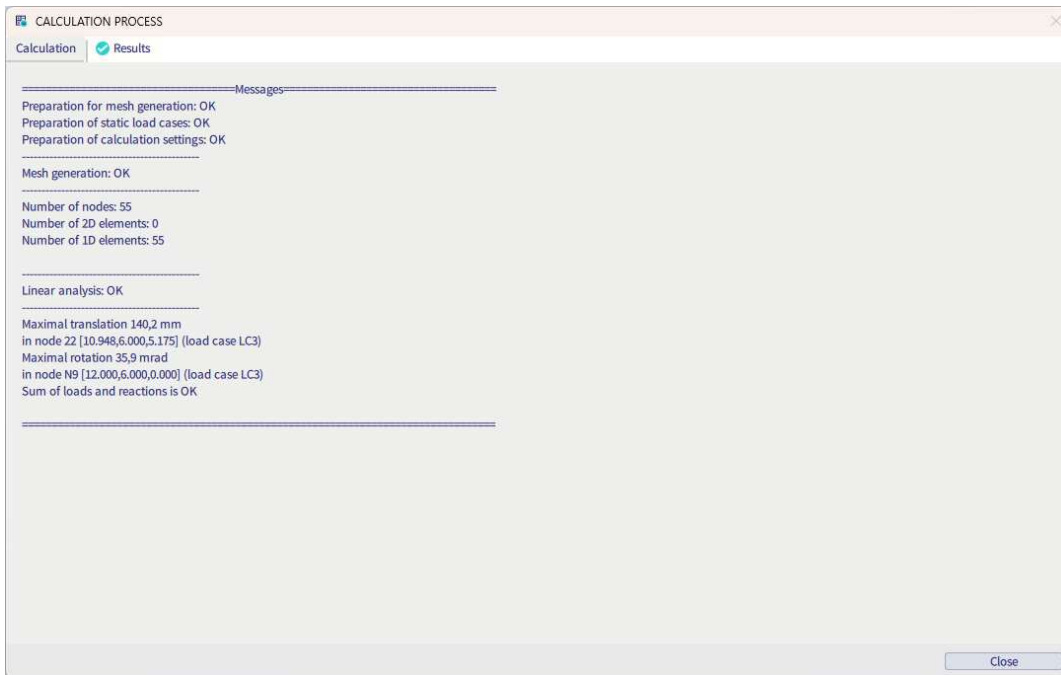 CALCULATION PROCESS
Calculation Results
==================================Messages==================================
Preparation for mesh generation: OK
Preparation of static load cases: OK
Preparation of calculation settings: OK
---------------------------------------------
Mesh generation: OK
---------------------------------------------
Number of nodes: 55
Number of 2D elements: 0
Number of 1D elements: 55
---------------------------------------------
Linear analysis: OK
---------------------------------------------
Maximal translation 140,2 mm
in node 22 [10.948,6.000,5.175] (load case LC3)
Maximal rotation 35,9 mrad
in node N9 [12.000,6.000,0.000] (load case LC3)
Sum of loads and reactions is OK
============================================================================
Close